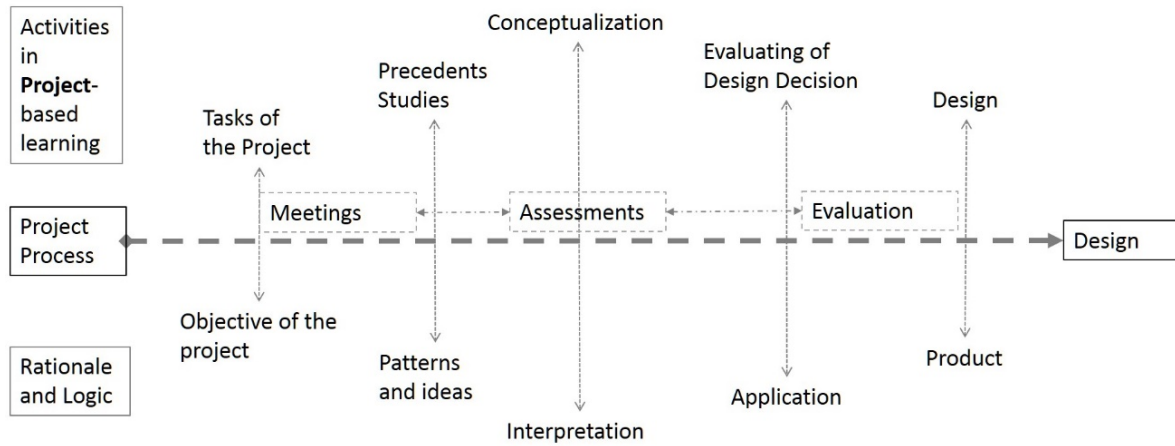 Activities
in
Project-
based
learning
Conceptualization
Evaluating of
Design Decision
Precedents
Studies
Design
Tasks of
the Project
Meetings
Assessments
Evaluation
Project
Process
Design
Objective of the
project
Patterns
and ideas
Product
Rationale
and Logic
Application
Interpretation